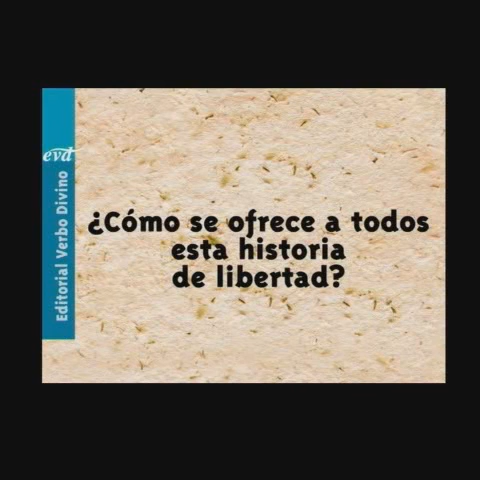 evd
Editorial Verbo Divino
¿Cómo se ofrece a todos
esta historia
de libertad?